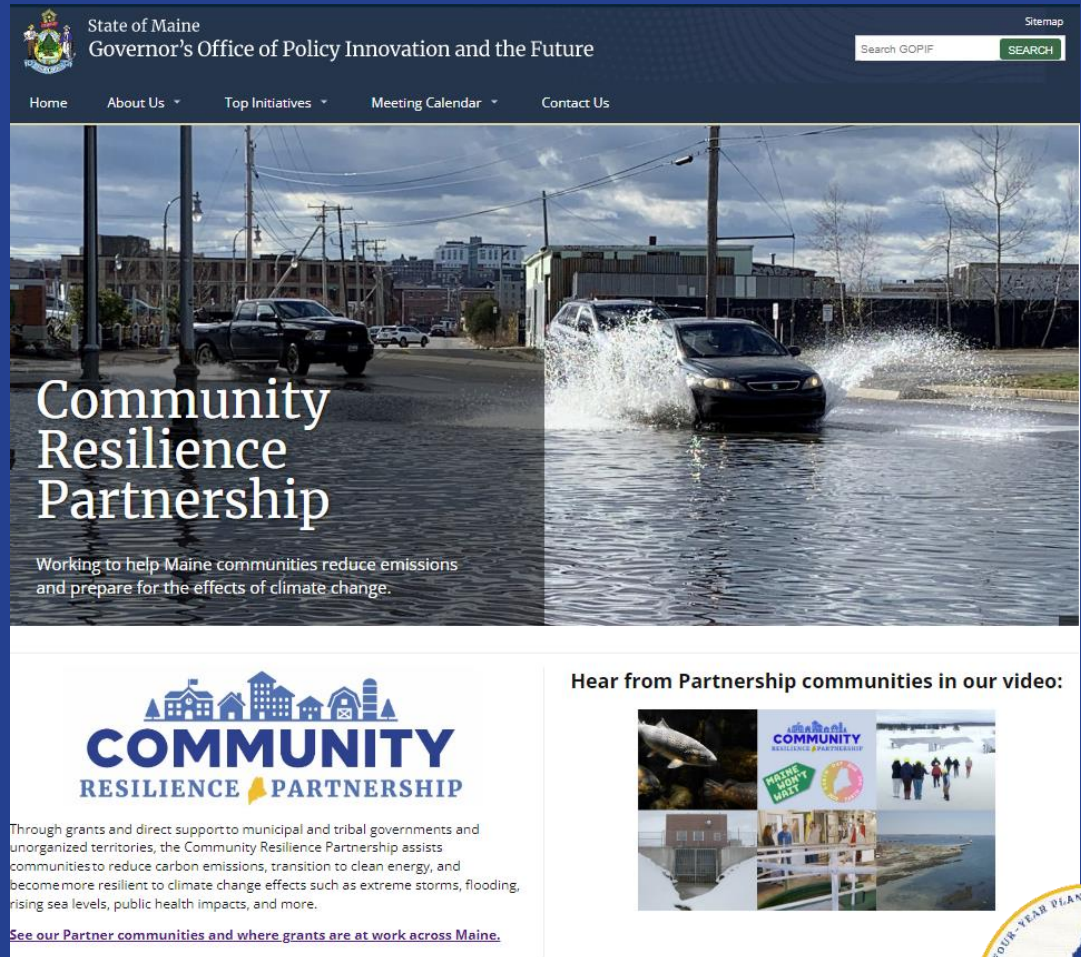 State of Maine
Governor's Office of Policy Innovation and the Future
Sitemap
Search GOPIF
SEARCH
Home
About Us
Top Initiatives
Meeting Calendar
Contact Us
Community
Resilience
Partnership
Working to help Maine communities reduce emissions
and prepare for the effects of climate change.
COMMUNITY
RESILIENCE PARTNERSHIP
Through grants and direct support to municipal and tribal governments and
unorganized territories, the Community Resilience Partnership assists
communities to reduce carbon emissions, transition to clean energy, and
become more resilient to climate change effects such as extreme storms, flooding,
rising sea levels, public health impacts, and more.
See our Partner communities and where grants are at work across Maine.
Hear from Partnership communities in our video:
COMMUNITY
RESILIENCE PARTNERSHIP
MAINE
WON'T
WAIT
FOUR-YEAR PLAN